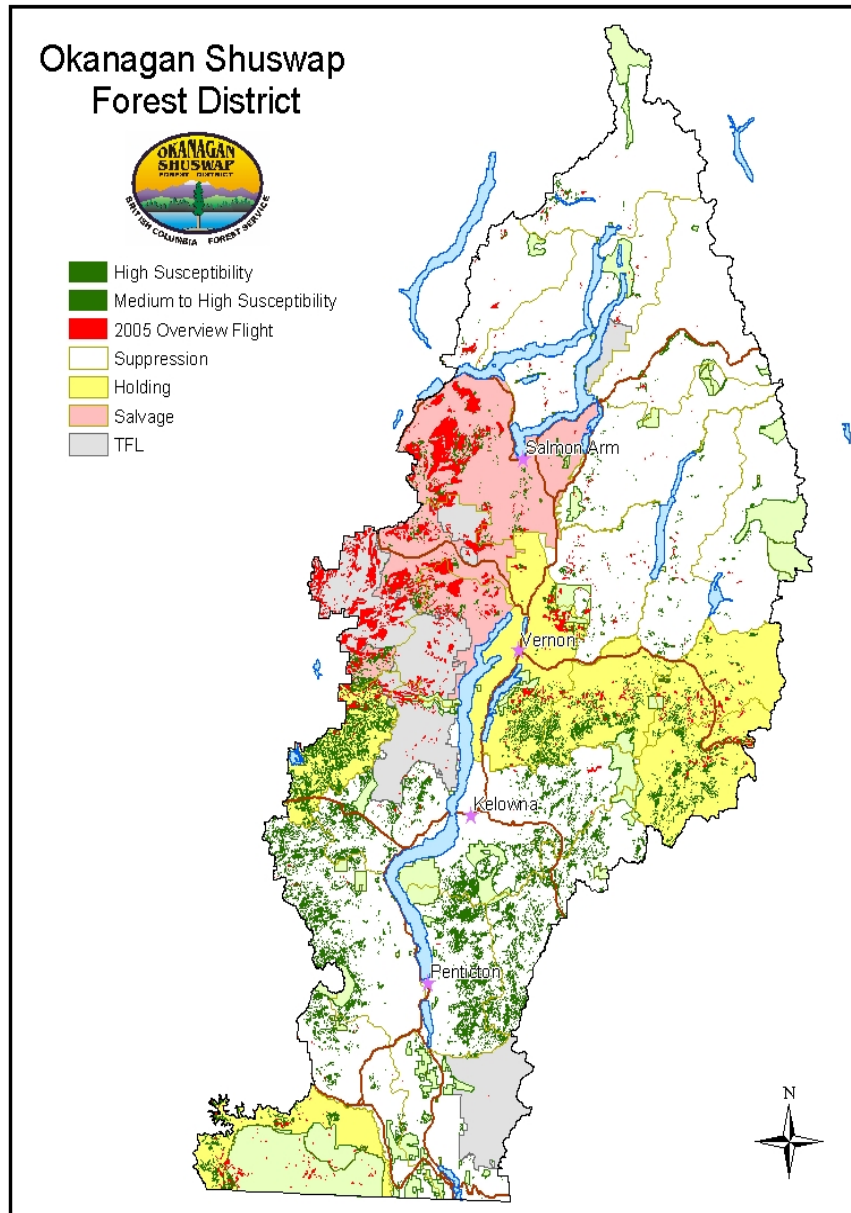 Okanagan Shuswap
Forest District
OKANAGAN
SHUSWAP
FOREST DISTRICT
BRITISH COLUMBIA FOREST SERVICE
High Susceptibility
Medium to High Susceptibility
2005 Overview Flight
Suppression
Holding
Salvage
TFL
Salmon Arm
Vernon
Kelowna
Penticton
N